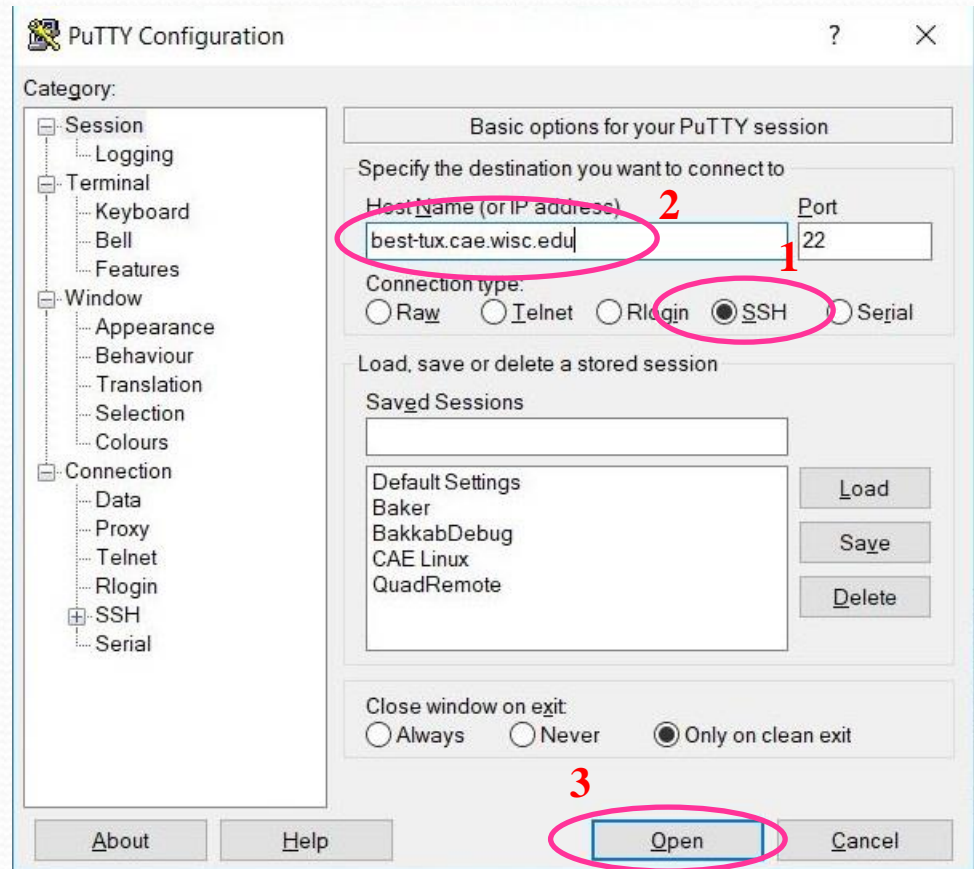 PuTTY Configuration ? ×
Category:
Session
Logging
Terminal
Keyboard
Bell
Features
Window
Appearance
Behaviour
Translation
Selection
Colours
Connection
Data
Proxy
Telnet
Rlogin
SSH
Serial
Basic options for your PuTTY session
Specify the destination you want to connect to
Host Name (or IP address) 2 Port
best-tux.cae.wisc.edu 22
1
Connection type:
Raw Telnet Rlogin SSH Serial
Load, save or delete a stored session
Saved Sessions
Default Settings
Baker
BakkabDebug
CAE Linux
QuadRemote
Load
Save
Delete
Close window on exit:
Always Never Only on clean exit
3
About Help Open Cancel